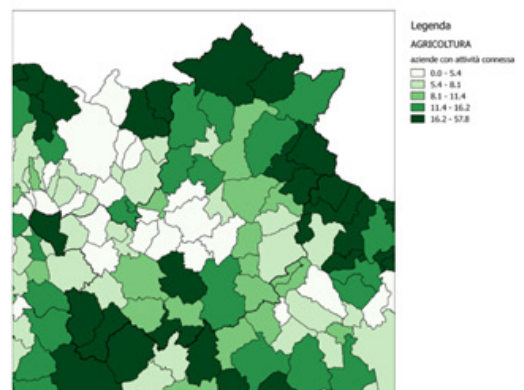 Legenda
AGRICOLTURA
aziende con attività connessa
0.0 - 5.4
5.4 - 8.1
8.1 - 11.4
11.4 - 16.2
16.2 - 57.8